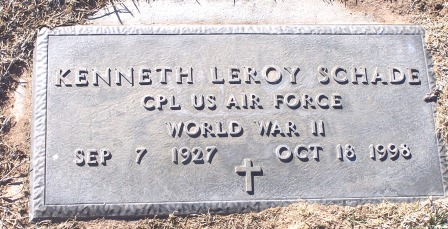 KENNETH LEROY SCHADE
CPL US AIR FORCE
WORLD WAR II
SEP 7 1927 OCT 18 1998